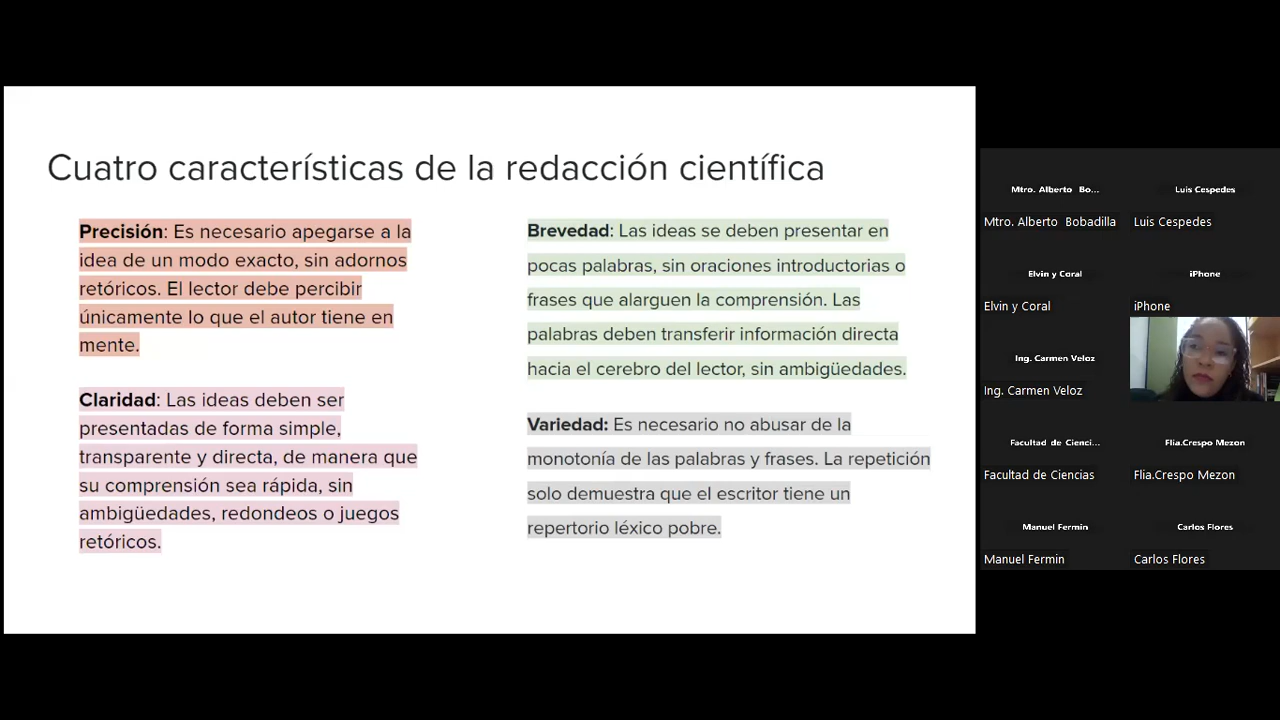 Cuatro características de la redacción científica
Precisión: Es necesario apegarse a la
idea de un modo exacto, sin adornos
retóricos. El lector debe percibir
únicamente lo que el autor tiene en
mente.
Claridad: Las ideas deben ser
presentadas de forma simple,
transparente y directa, de manera que
su comprensión sea rápida, sin
ambigüedades, redondeos o juegos
retóricos.
Brevedad: Las ideas se deben presentar en
pocas palabras, sin oraciones introductorias o
frases que alarguen la comprensión. Las
palabras deben transferir información directa
hacia el cerebro del lector, sin ambigüedades.
Variedad: Es necesario no abusar de la
monotonía de las palabras y frases. La repetición
solo demuestra que el escritor tiene un
repertorio léxico pobre.
Mtro. Alberto Bo...
Mtro. Alberto Bobadilla
Luis Cespedes
Luis Cespedes
Elvin y Coral
Elvin y Coral
iPhone
iPhone
Ing. Carmen Veloz
Ing. Carmen Veloz
Facultad de Cienci...
Facultad de Ciencias
Flia.Crespo Mezon
Flia.Crespo Mezon
Manuel Fermin
Manuel Fermin
Carlos Flores
Carlos Flores